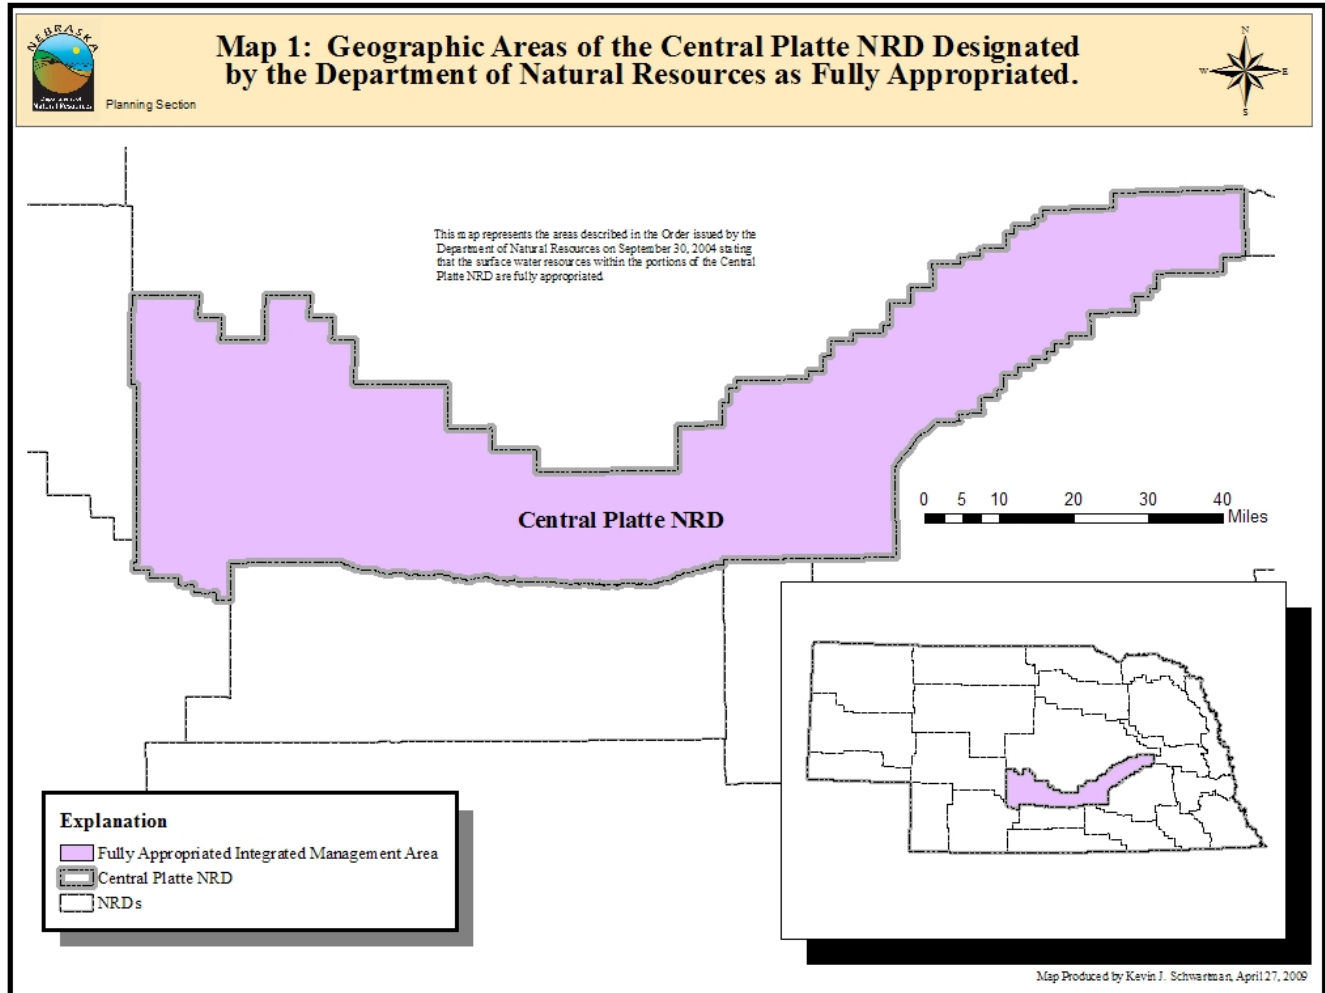 NEBRASKA
Department of
Natural Resources
Planning Section
Map 1: Geographic Areas of the Central Platte NRD Designated
by the Department of Natural Resources as Fully Appropriated.
N
W
E
S
This map represents the areas described in the Order issued by the
Department of Natural Resources on September 30, 2004 stating
that the surface water resources within the portions of the Central
Platte NRD are fully appropriated.
Central Platte NRD
0 5 10 20 30 40
Miles
Explanation
Fully Appropriated Integrated Management Area
Central Platte NRD
NRDs
Map Produced by Kevin J. Schwartman, April 27, 2009